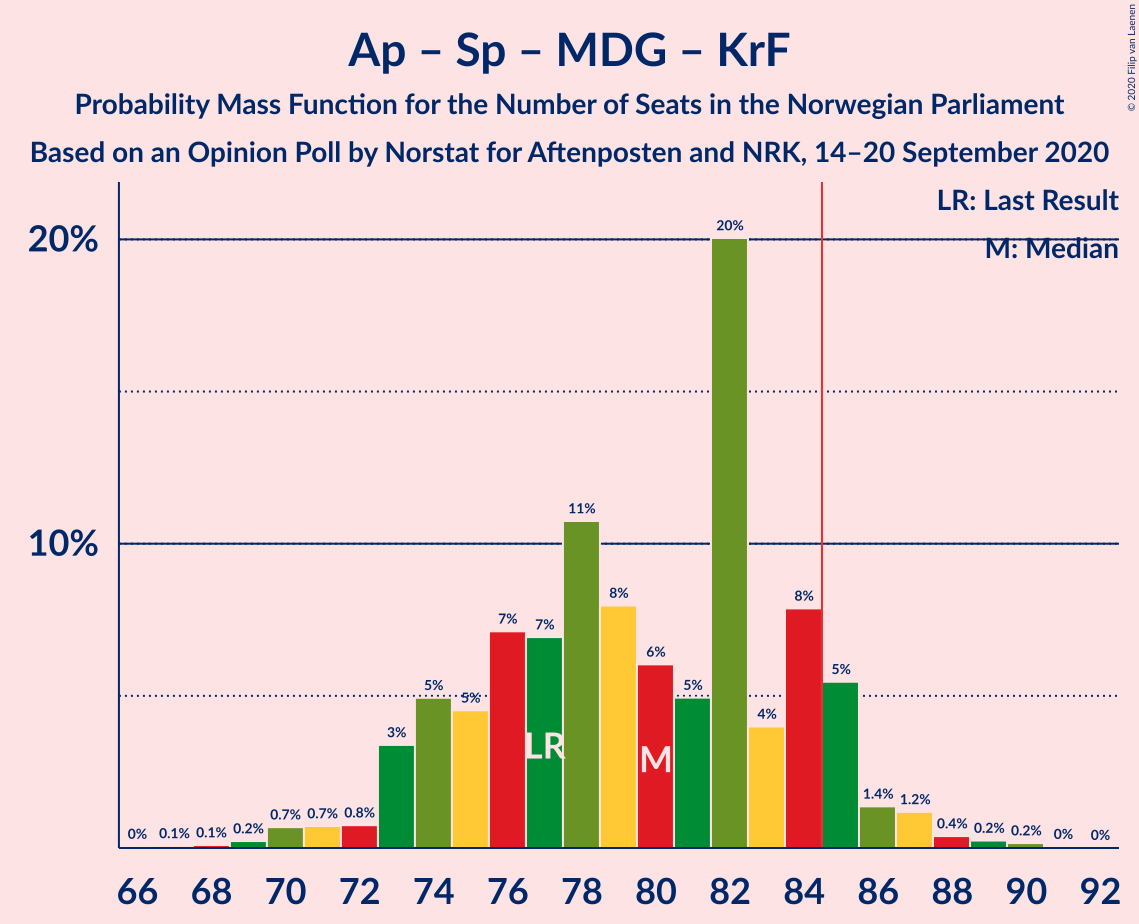 Ap – Sp – MDG – KrF
Probability Mass Function for the Number of Seats in the Norwegian Parliament
Based on an Opinion Poll by Norstat for Aftenposten and NRK, 14–20 September 2020
© 2020 Filip van Laenen
LR: Last Result
M: Median
20%
10%
0% 0.1% 0.1% 0.2% 0.7% 0.7% 0.8% 3% 5% 5% 7% 7% 11% 8% 6% 5% 20% 4% 8% 5% 1.4% 1.2% 0.4% 0.2% 0.2% 0% 0%
LR M
66 68 70 72 74 76 78 80 82 84 86 88 90 92